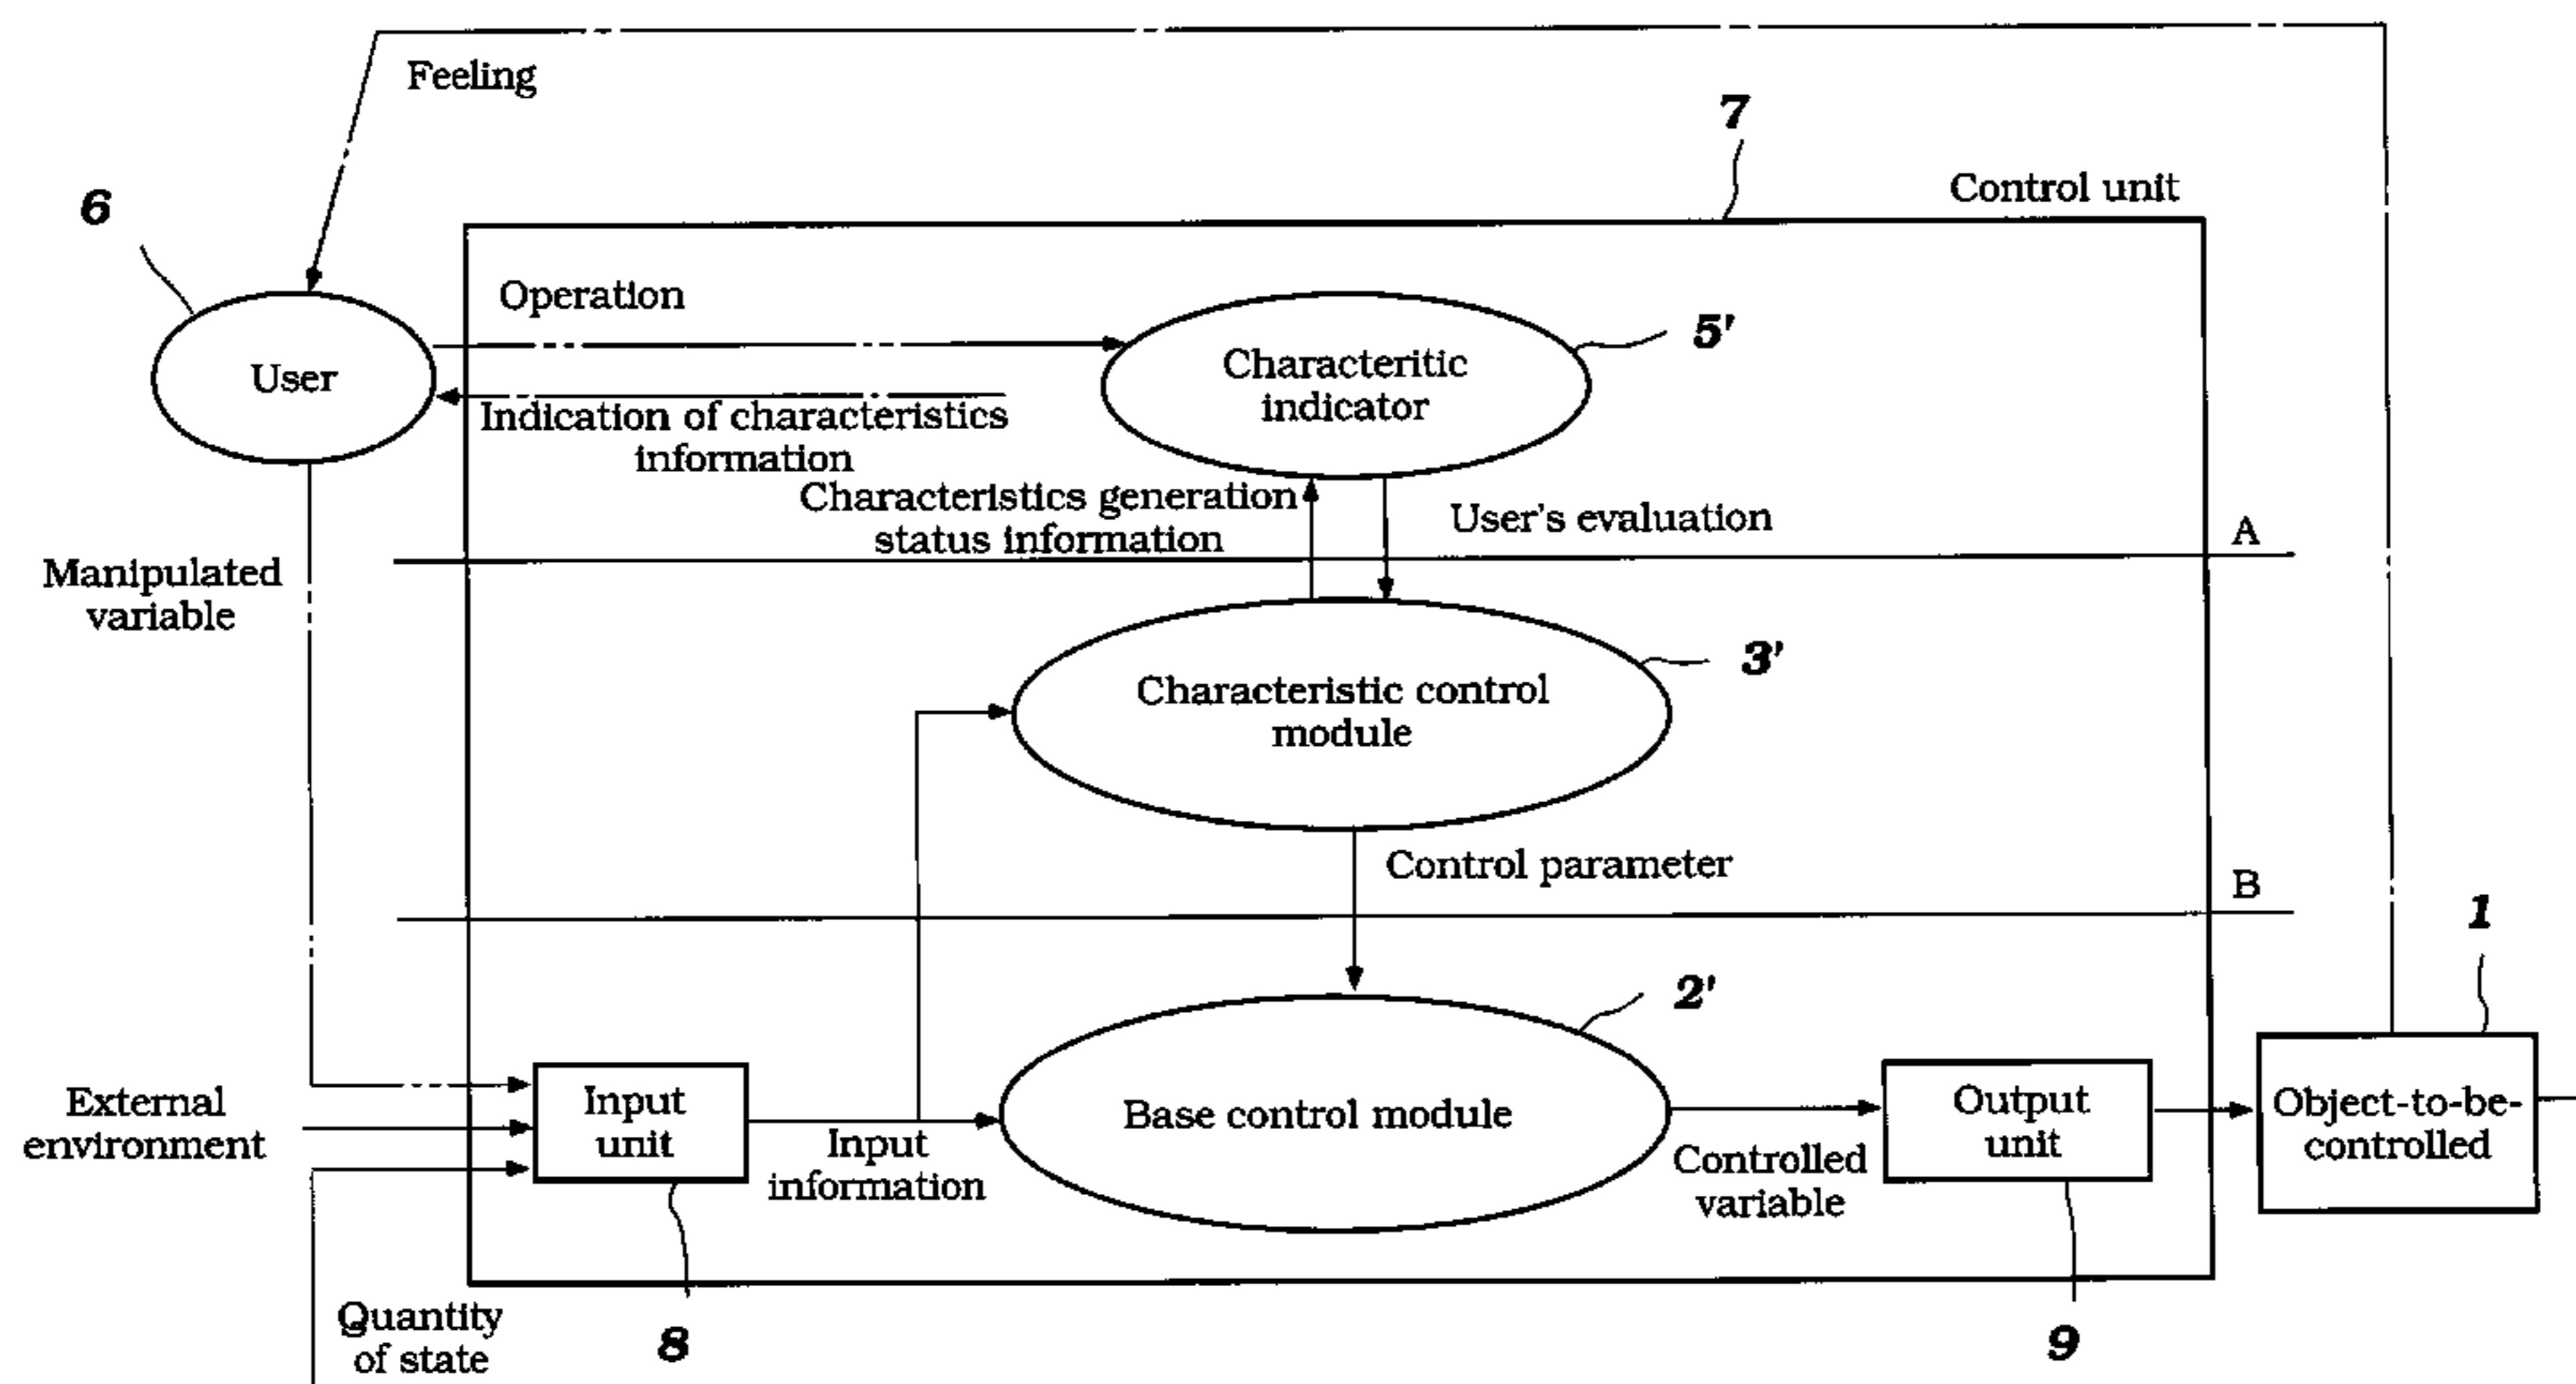 Feeling
7
Control unit
6
Operation
User
Characteritic
indicator
5'
Indication of characteristics
information
Characteristics generation
status information
User's evaluation
A
Manipulated
variable
Characteristic control
module
3'
Control parameter
B
1
2'
External
environment
Input
unit
Input
information
Base control module
Controlled
variable
Output
unit
Object-to-be-
controlled
Quantity
of state
8
9